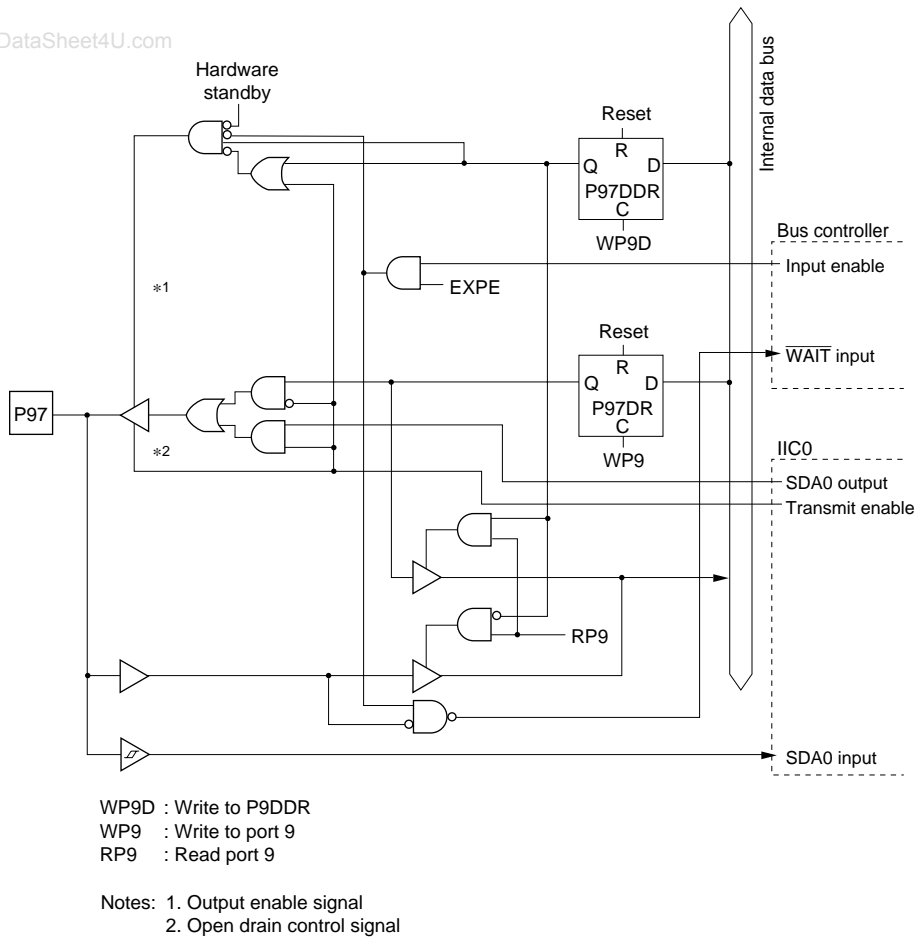 DataSheet4U.com
Hardware
standby
Reset
R
Q D
P97DDR
C
WP9D
Internal data bus
Bus controller
Input enable
EXPE
WAIT input
Reset
R
Q D
P97DR
C
WP9
*1
P97
*2
IIC0
SDA0 output
Transmit enable
RP9
SDA0 input
WP9D : Write to P9DDR
WP9 : Write to port 9
RP9 : Read port 9
Notes: 1. Output enable signal
2. Open drain control signal